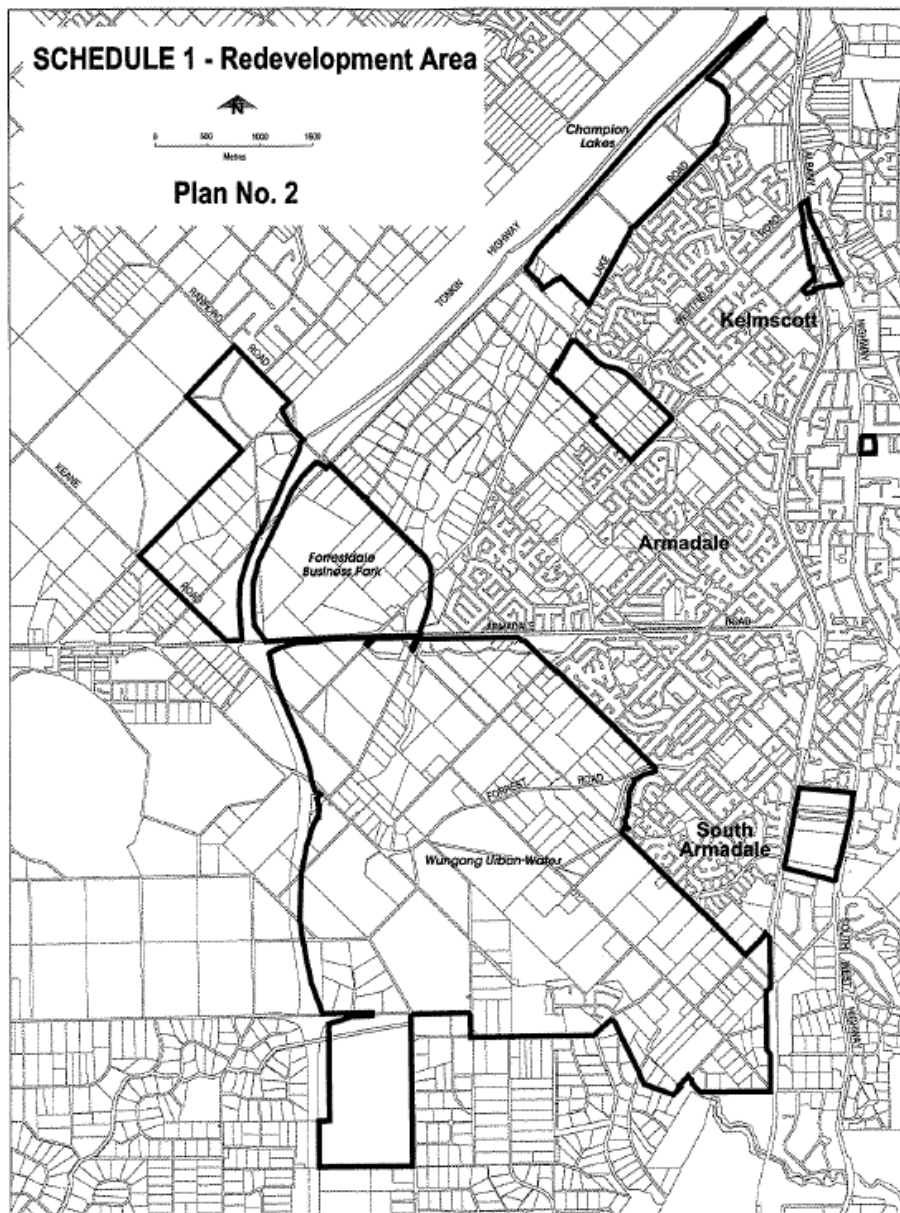 SCHEDULE 1 - Redevelopment Area
N
0 500 1000 1500
Metres
Plan No. 2
Champion
Lakes
ROAD
LAKE
TONKIN
HIGHWAY
ALBANY
HIGHWAY
ROAD
Kelmscott
RANFORD
ROAD
KEANE
ROAD
Forrestdale
Business Park
Armadale
ARMADALE
ROAD
FORREST
ROAD
South
Armadale
Wungong Urban Water
SOUTH
WEST
HIGHWAY